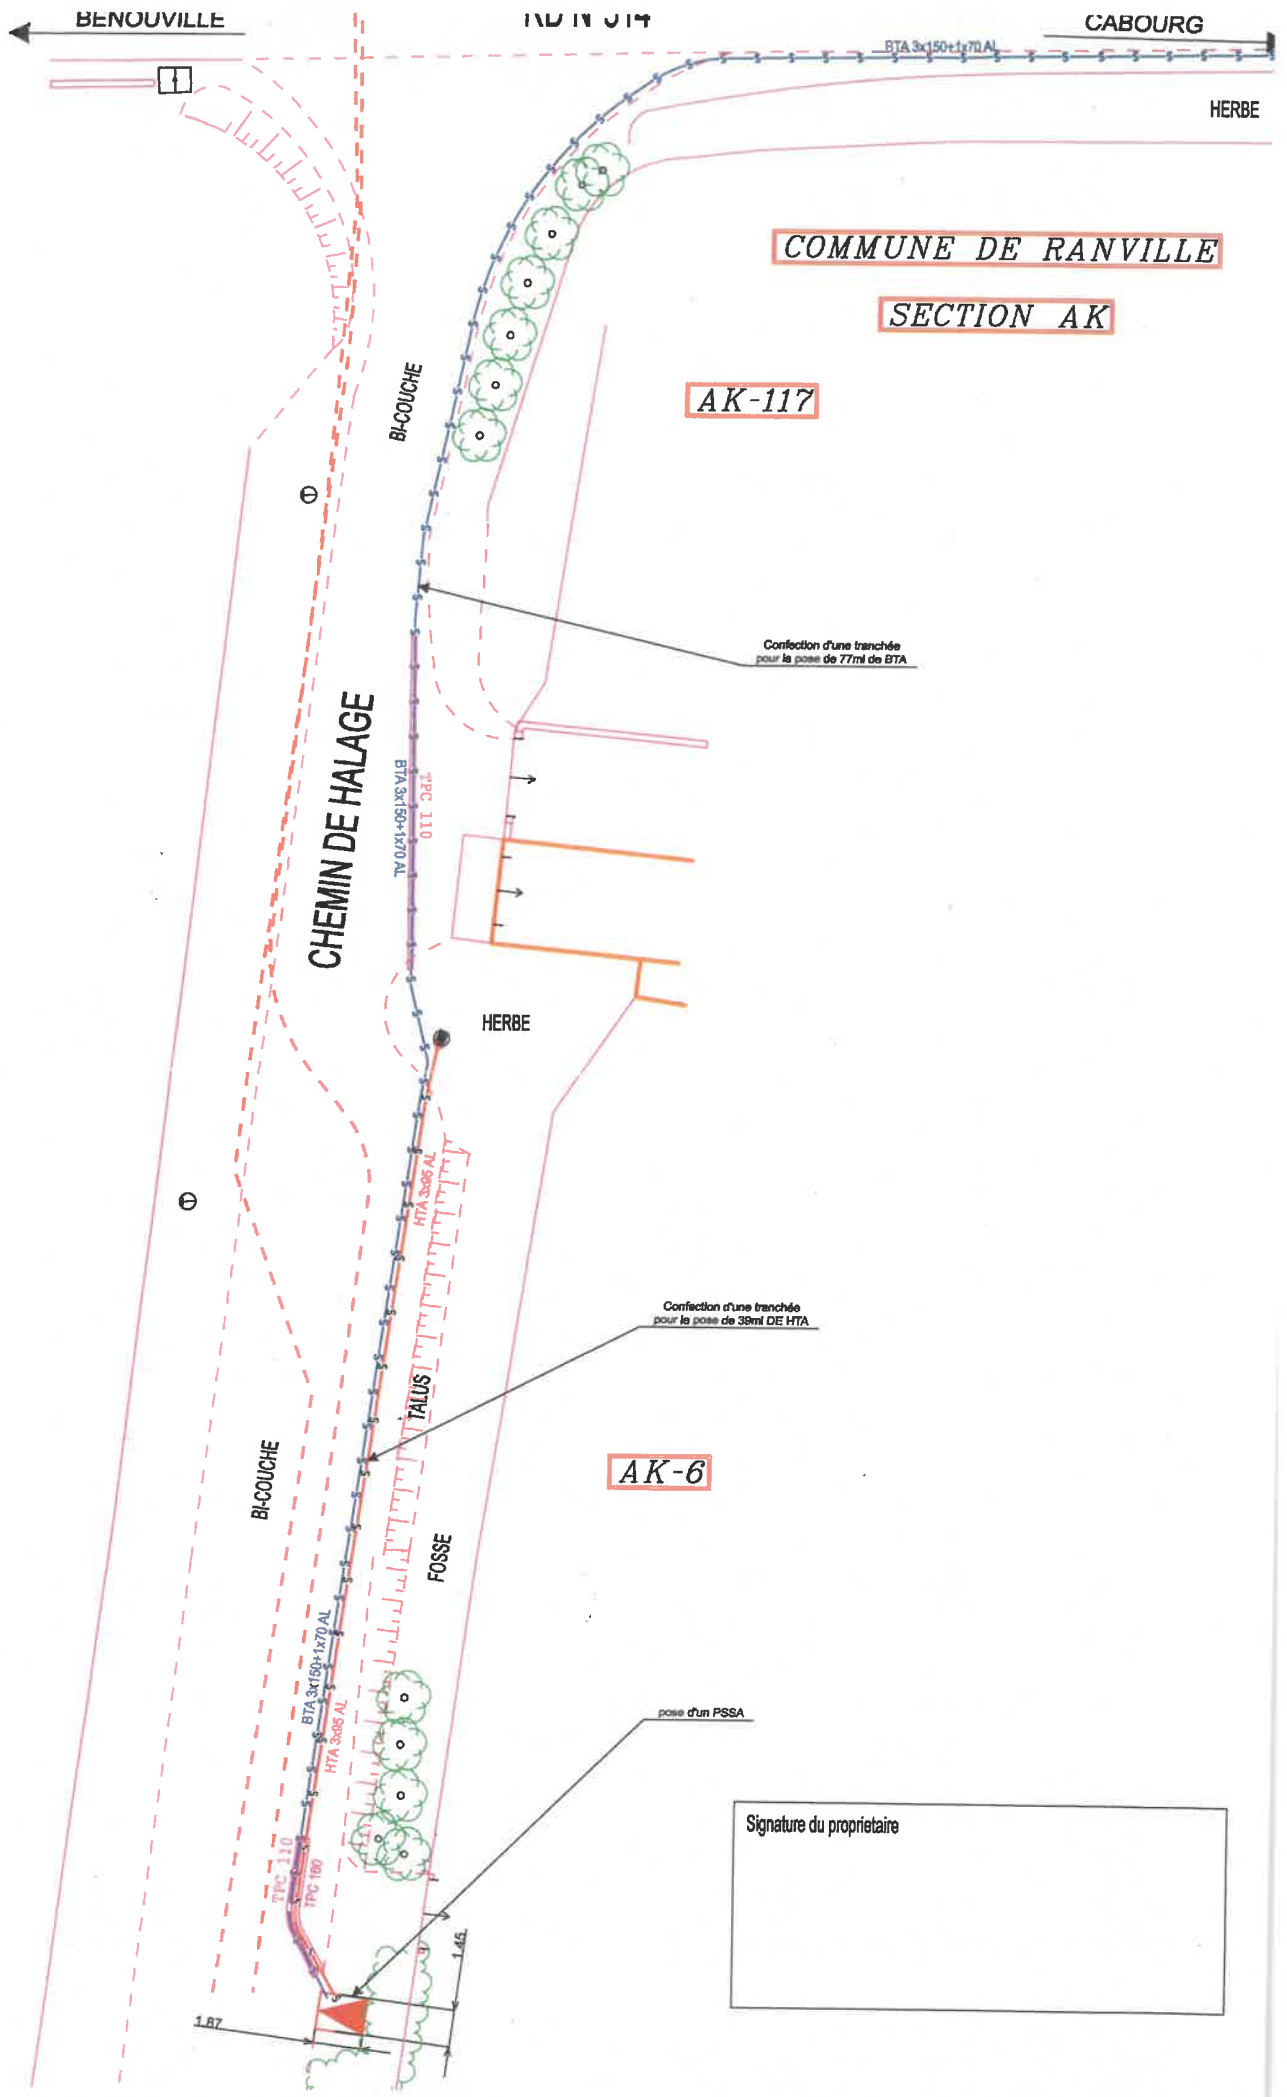 BENOUVILLE
RD N 514
CABOURG
BTA 3x150+1x70 AL
HERBE
COMMUNE DE RANVILLE
SECTION AK
AK-117
BI-COUCHE
Confection d'une tranchée
pour la pose de 77ml de BTA
CHEMIN DE HALAGE
TPC 110
BTA 3x150+1x70 AL
HERBE
HTA 3x95 AL
Confection d'une tranchée
pour la pose de 39ml DE HTA
TALUS
BI-COUCHE
AK-6
FOSSE
BTA 3x150+1x70 AL
HTA 3x95 AL
pose d'un PSSA
Signature du proprietaire
TPC 110
TPC 160
1.45
1.87